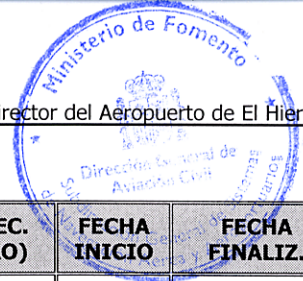 Ministerio de Fomento
irector del Aeropuerto de El Hier
Dirección General de
Aviación Civil
EC.
O)
FECHA
INICIO
FECHA
FINALIZ.